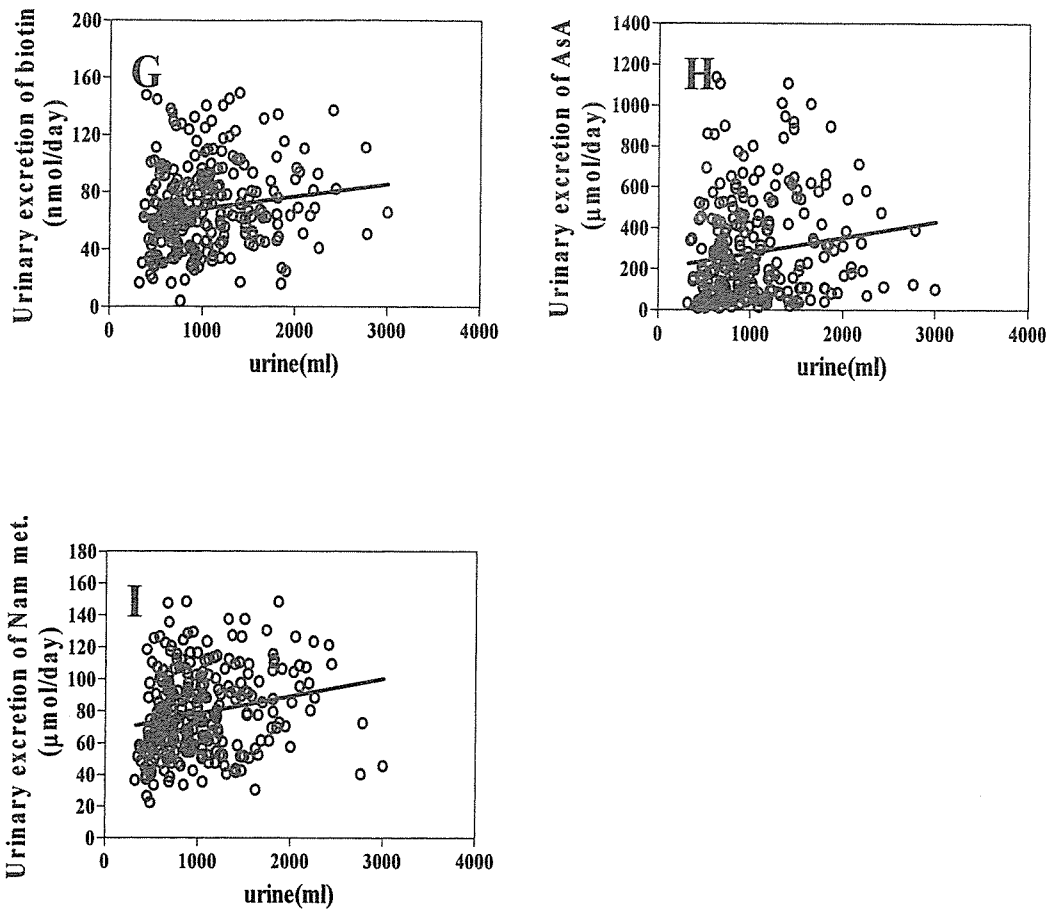 Urinary excretion of biotin
(nmol/day)
200
160
120
80
40
0
G
0 1000 2000 3000 4000
urine(ml)
Urinary excretion of AsA
(μmol/day)
1400
1200
1000
800
600
400
200
0
H
0 1000 2000 3000 4000
urine(ml)
Urinary excretion of Nam met.
(μmol/day)
180
160
140
120
100
80
60
40
20
0
I
0 1000 2000 3000 4000
urine(ml)